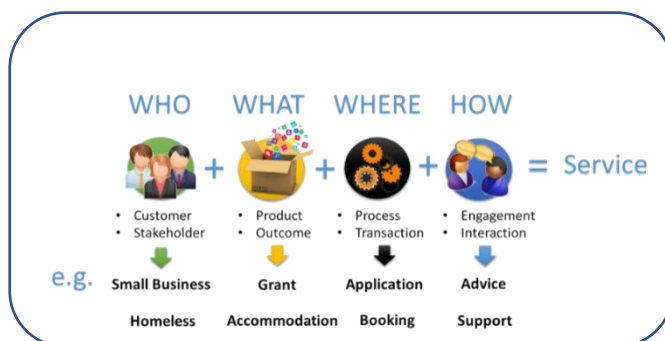 WHO WHAT WHERE HOW
+ + + = Service
• Customer • Product • Process • Engagement
• Stakeholder • Outcome • Transaction • Interaction
e.g. Small Business Grant Application Advice
Homeless Accommodation Booking Support